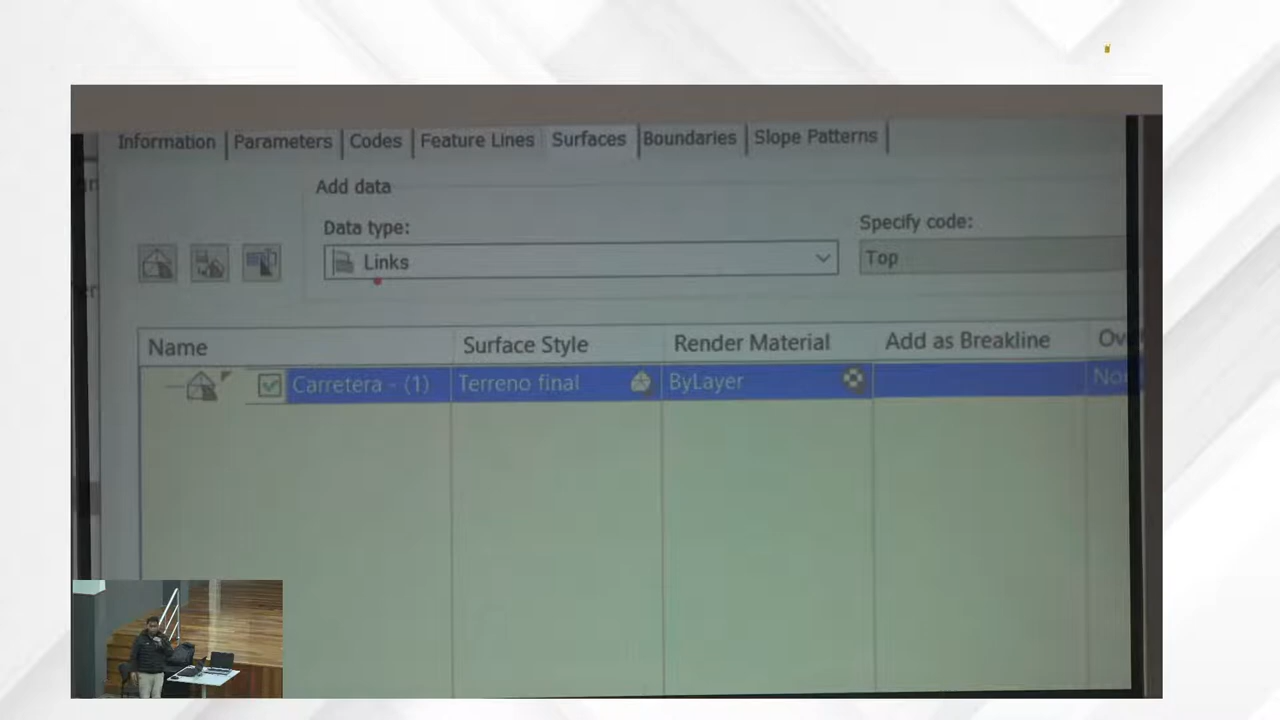 Information Parameters Codes Feature Lines Surfaces Boundaries Slope Patterns
Add data
Data type: Specify code:
Links Top
Name Surface Style Render Material Add as Breakline
Carretera - (1) Terreno final ByLayer